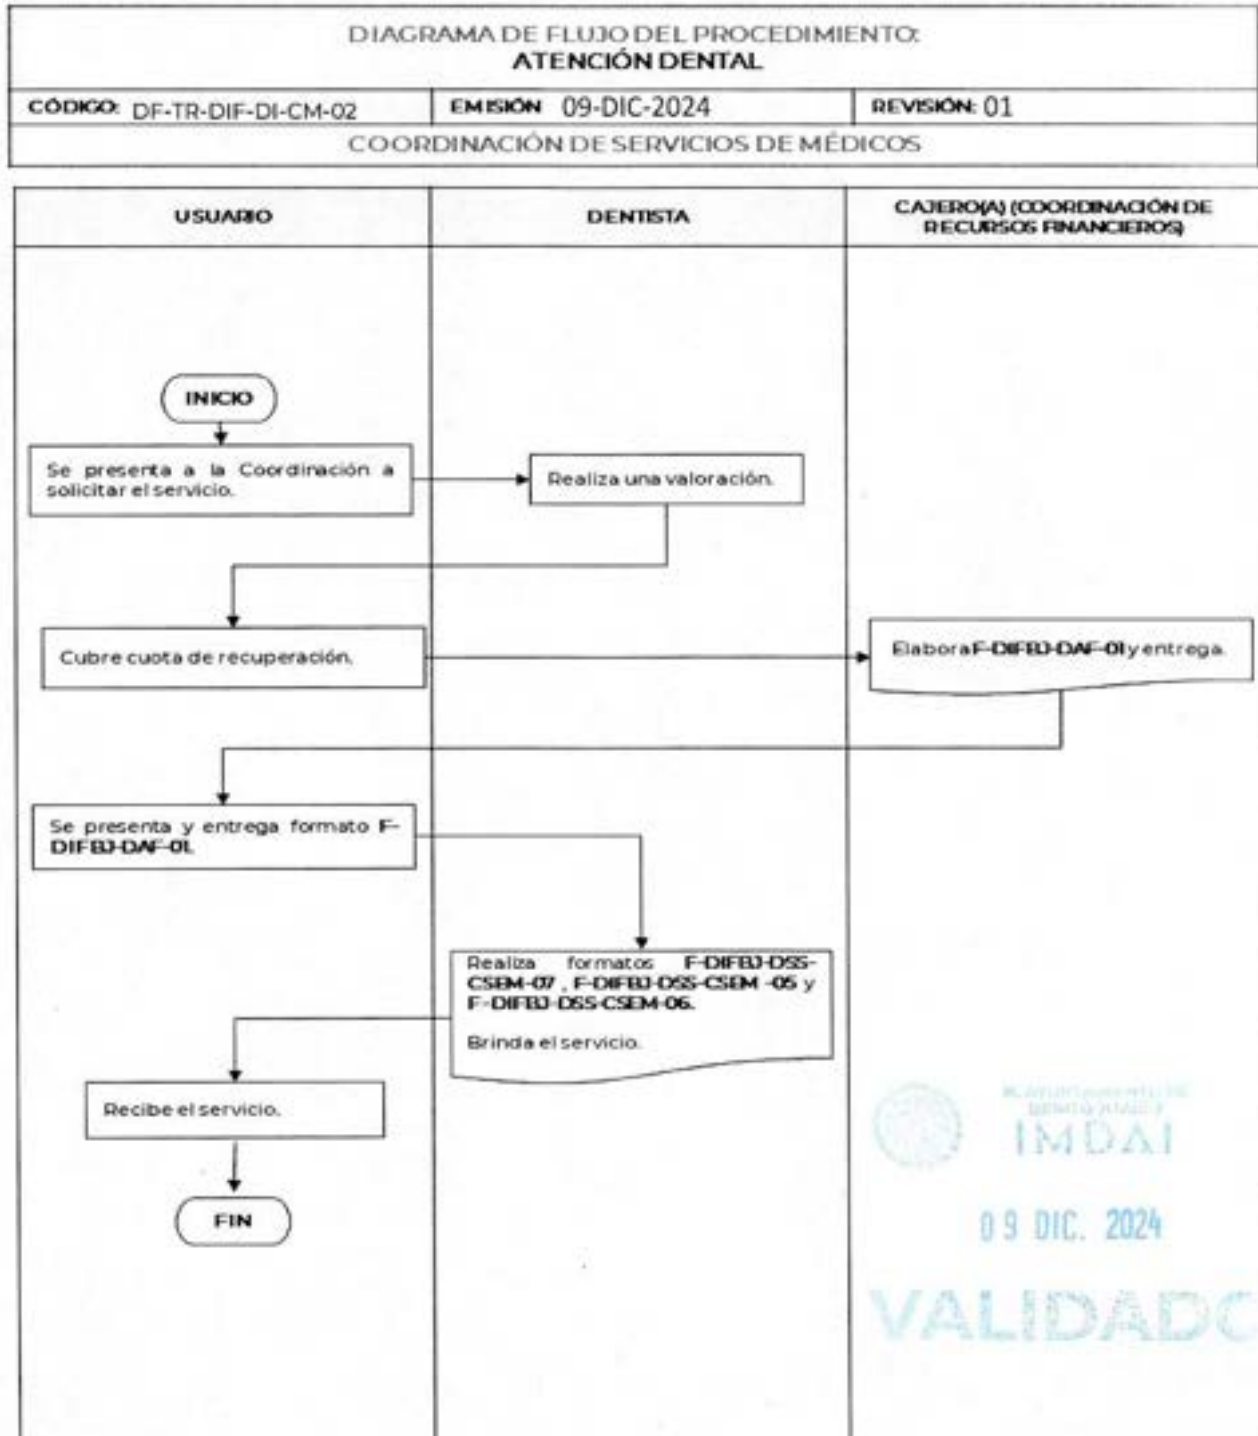 DIAGRAMA DE FLUJO DEL PROCEDIMIENTO:
ATENCIÓN DENTAL
CÓDIGO: DF-TR-DIF-DI-CM-02
EMISIÓN 09-DIC-2024
REVISIÓN: 01
COORDINACIÓN DE SERVICIOS DE MÉDICOS
USUARIO
DENTISTA
CAJERO(A) (COORDINACIÓN DE
RECURSOS FINANCIEROS)
INICIO
Se presenta a la Coordinación a
solicitar el servicio.
Realiza una valoración.
Cubre cuota de recuperación.
Elabora F-DIFBJ-DAF-01 y entrega.
Se presenta y entrega formato F-
DIFBJ-DAF-01.
Realiza formatos F-DIFBJ-DSS-
CSEM-07 , F-DIFBJ-DSS-CSEM -05 y
F-DIFBJ-DSS-CSEM-06.
Brinda el servicio.
Recibe el servicio.
FIN
BENITO JUÁREZ
IMDAI
09 DIC. 2024
VALIDADO